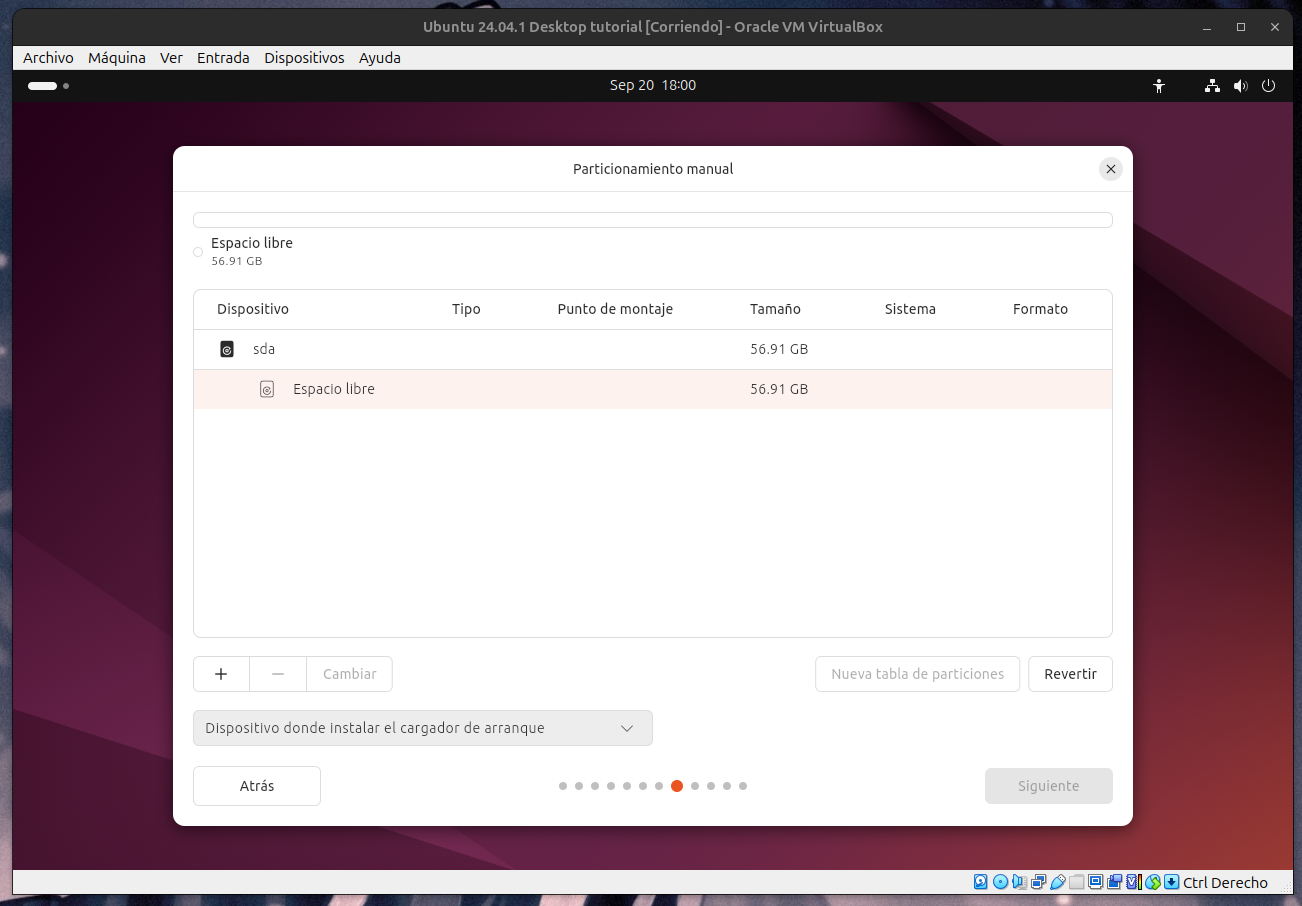 Ubuntu 24.04.1 Desktop tutorial [Corriendo] - Oracle VM VirtualBox
Archivo Máquina Ver Entrada Dispositivos Ayuda
Sep 20 18:00
Particionamiento manual
Espacio libre
56.91 GB
Dispositivo Tipo Punto de montaje Tamaño Sistema Formato
sda 56.91 GB
Espacio libre 56.91 GB
+ − Cambiar Nueva tabla de particiones Revertir
Dispositivo donde instalar el cargador de arranque
Atrás Siguiente
Ctrl Derecho